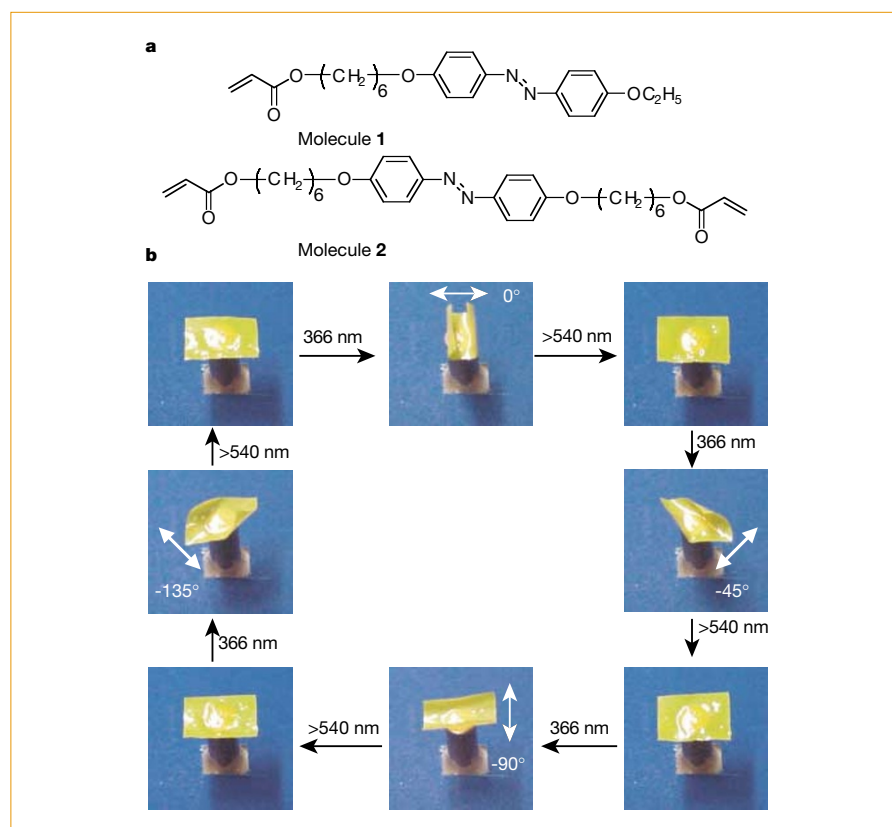 a
O (CH2)6 O N N OC2H5
O
Molecule 1
O (CH2)6 O N N O (CH2)6 O
O O
Molecule 2
b
366 nm
0°
>540 nm
>540 nm
366 nm
-135°
-45°
366 nm
>540 nm
>540 nm
-90°
366 nm